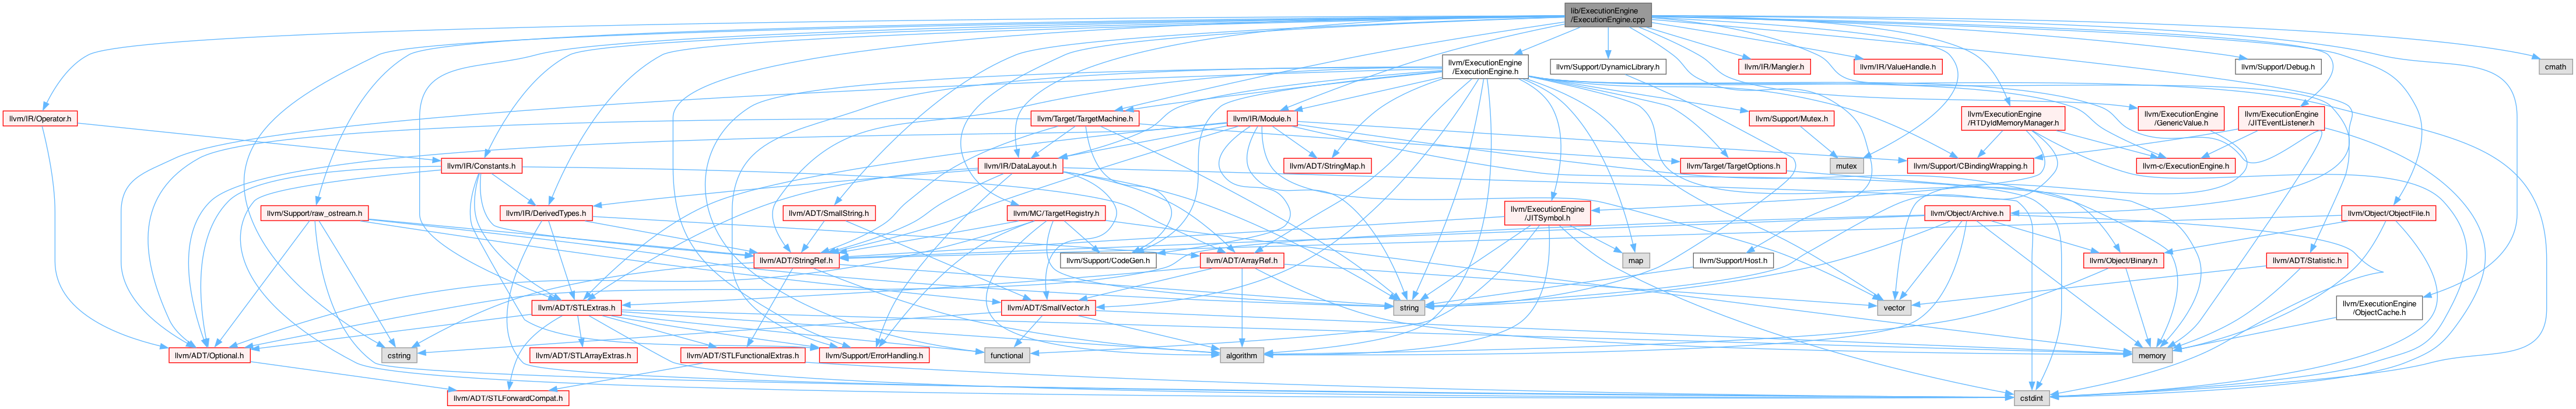 lib/ExecutionEngine
/ExecutionEngine.cpp
llvm/ExecutionEngine
/ExecutionEngine.h
llvm/Support/DynamicLibrary.h
llvm/IR/Mangler.h
llvm/IR/ValueHandle.h
llvm/Support/Debug.h
cmath
llvm/IR/Operator.h
llvm/Target/TargetMachine.h
llvm/IR/Module.h
llvm/Support/Mutex.h
llvm/ExecutionEngine
/RTDyldMemoryManager.h
llvm/ExecutionEngine
/GenericValue.h
llvm/ExecutionEngine
/JITEventListener.h
llvm/IR/Constants.h
llvm/IR/DataLayout.h
llvm/ADT/StringMap.h
llvm/Target/TargetOptions.h
mutex
llvm/Support/CBindingWrapping.h
llvm-c/ExecutionEngine.h
llvm/Support/raw_ostream.h
llvm/IR/DerivedTypes.h
llvm/ADT/SmallString.h
llvm/MC/TargetRegistry.h
llvm/ExecutionEngine
/JITSymbol.h
llvm/Object/Archive.h
llvm/Object/ObjectFile.h
llvm/ADT/StringRef.h
llvm/Support/CodeGen.h
llvm/ADT/ArrayRef.h
map
llvm/Support/Host.h
llvm/Object/Binary.h
llvm/ADT/Statistic.h
llvm/ADT/STLExtras.h
llvm/ADT/SmallVector.h
string
vector
llvm/ExecutionEngine
/ObjectCache.h
llvm/ADT/Optional.h
cstring
llvm/ADT/STLArrayExtras.h
llvm/ADT/STLFunctionalExtras.h
llvm/Support/ErrorHandling.h
functional
algorithm
memory
llvm/ADT/STLForwardCompat.h
cstdint